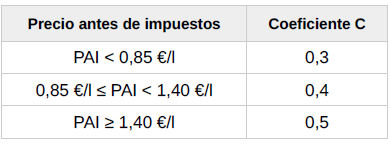 Precio antes de impuestos Coeficiente C
PAI < 0,85 €/l 0,3
0,85 €/l ≤ PAI < 1,40 €/l 0,4
PAI ≥ 1,40 €/l 0,5